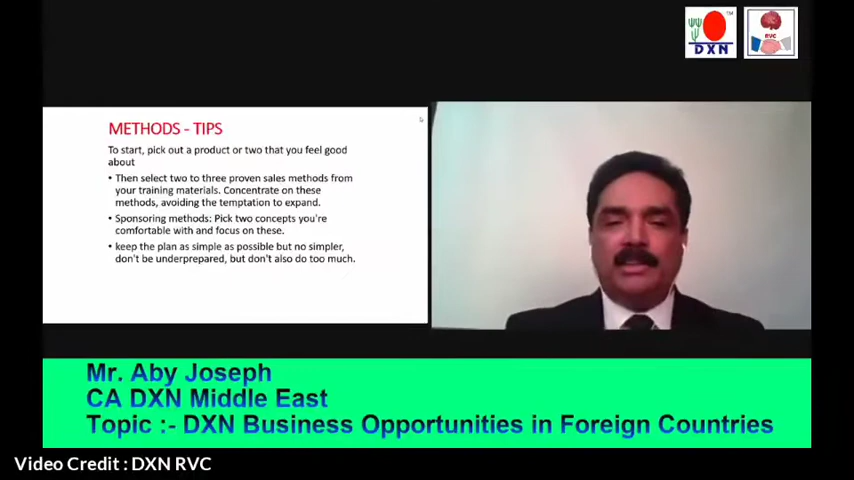 TM
DXN
RVC
METHODS - TIPS
To start, pick out a product or two that you feel good
about
• Then select two to three proven sales methods from
your training materials. Concentrate on these
methods, avoiding the temptation to expand.
• Sponsoring methods: Pick two concepts you're
comfortable with and focus on these.
• keep the plan as simple as possible but no simpler,
don't be underprepared, but don't also do too much.
Mr. Aby Joseph
CA DXN Middle East
Topic :- DXN Business Opportunities in Foreign Countries
Video Credit : DXN RVC